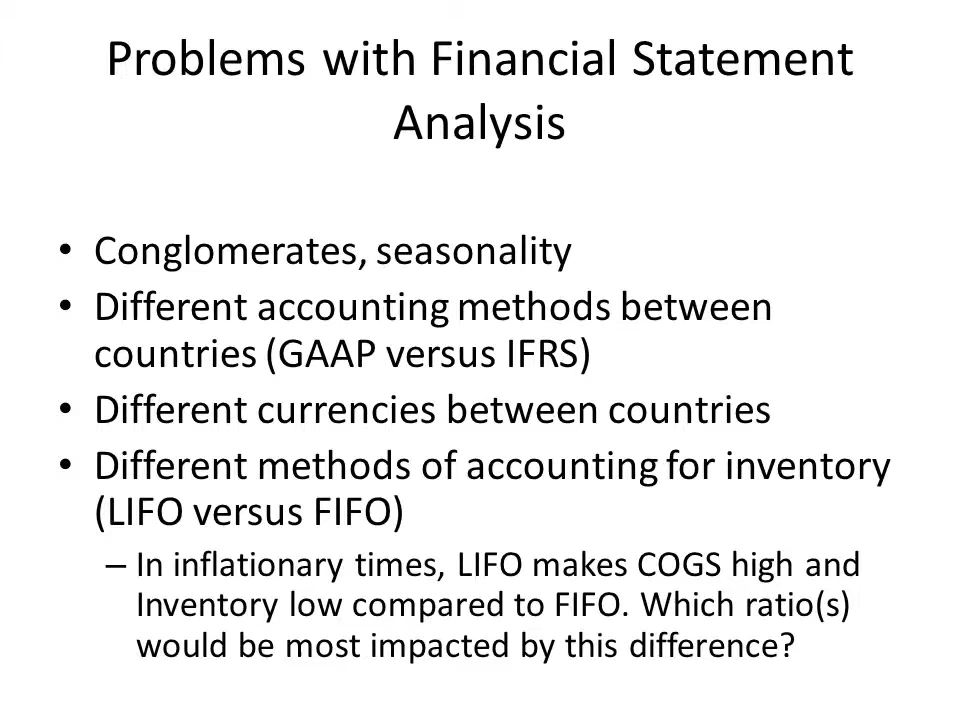 Problems with Financial Statement
Analysis
• Conglomerates, seasonality
• Different accounting methods between
countries (GAAP versus IFRS)
• Different currencies between countries
• Different methods of accounting for inventory
(LIFO versus FIFO)
– In inflationary times, LIFO makes COGS high and
Inventory low compared to FIFO. Which ratio(s)
would be most impacted by this difference?